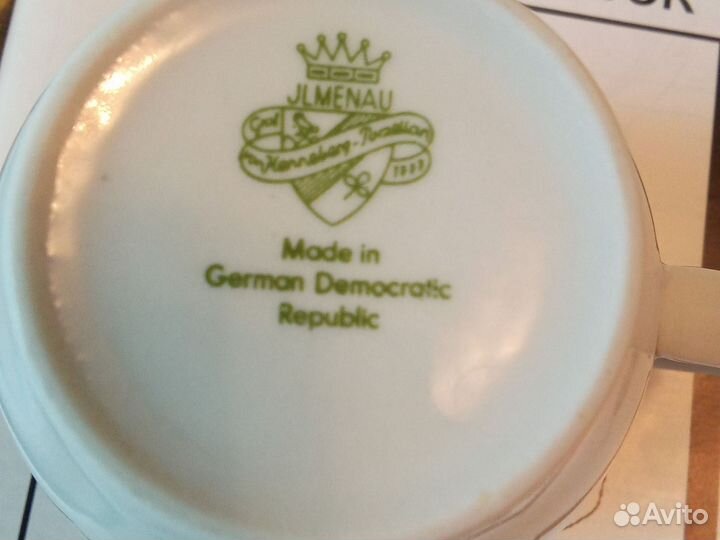 JLMENAU
Graf
von Henneberg-Porzellan
1777
Made in
German Democratic
Republic
Avito